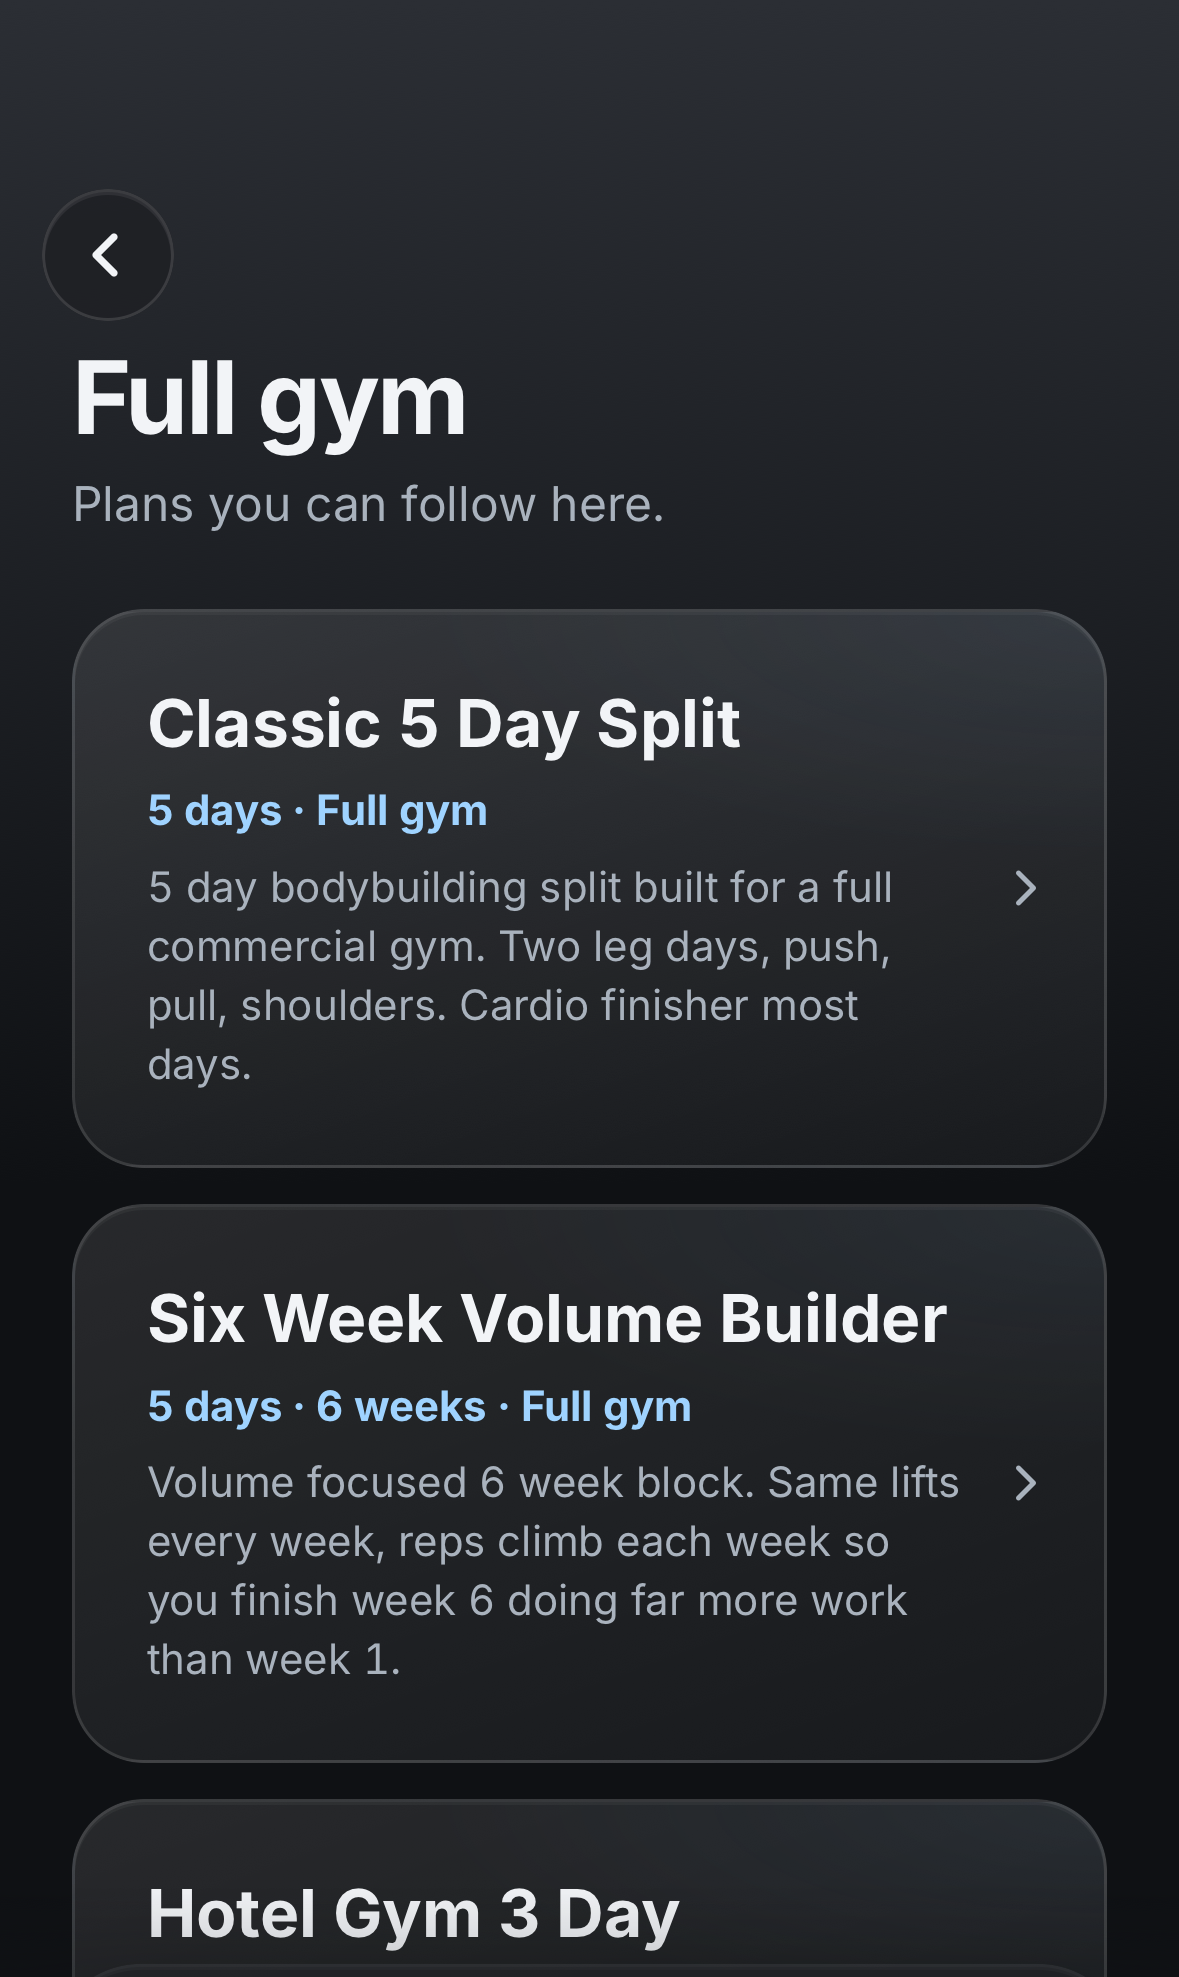 Full gym
Plans you can follow here.
Classic 5 Day Split
5 days · Full gym
5 day bodybuilding split built for a full
commercial gym. Two leg days, push,
pull, shoulders. Cardio finisher most
days.
Six Week Volume Builder
5 days · 6 weeks · Full gym
Volume focused 6 week block. Same lifts
every week, reps climb each week so
you finish week 6 doing far more work
than week 1.
Hotel Gym 3 Day